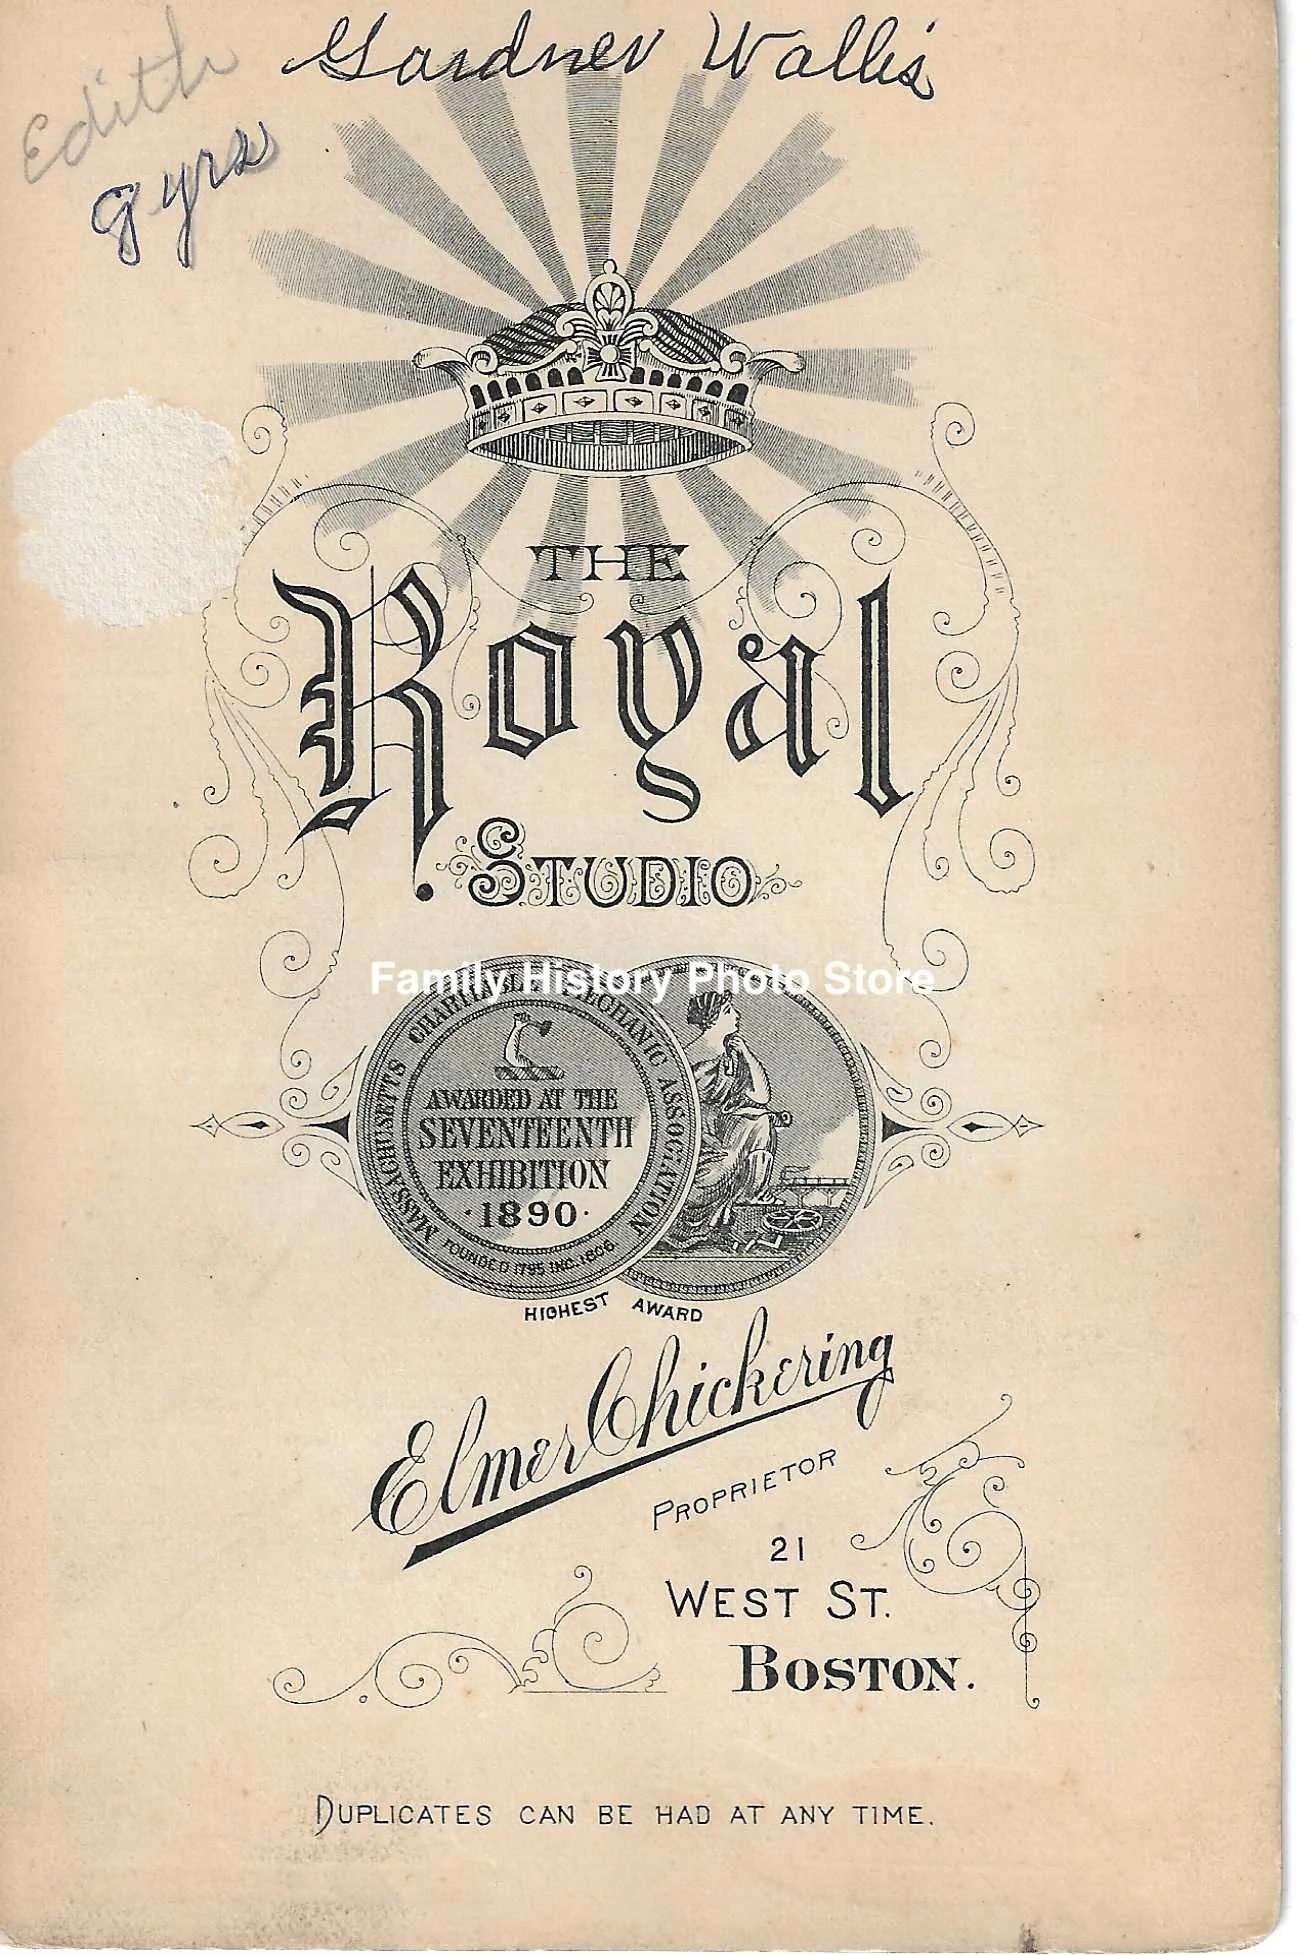 Edith Gardner Wallis
9 yrs
THE
Royal
STUDIO
Family History Photo Store
MASSACHUSETTS CHARITABLE MECHANIC ASSOCIATION
AWARDED AT THE
SEVENTEENTH
EXHIBITION
·1890·
FOUNDED 1795 INC. 1806
HIGHEST AWARD
Elmer Chickering
PROPRIETOR
21
WEST ST.
BOSTON.
DUPLICATES CAN BE HAD AT ANY TIME.